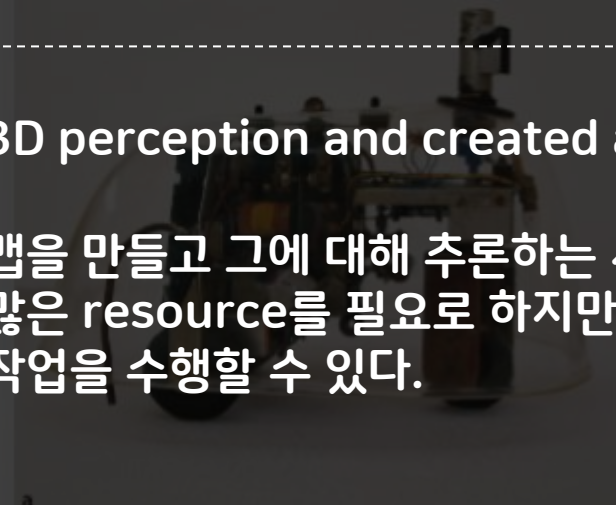 3D perception and created
맵을 만들고 그에 대해 추론하는
많은 resource를 필요로 하지만
작업을 수행할 수 있다.